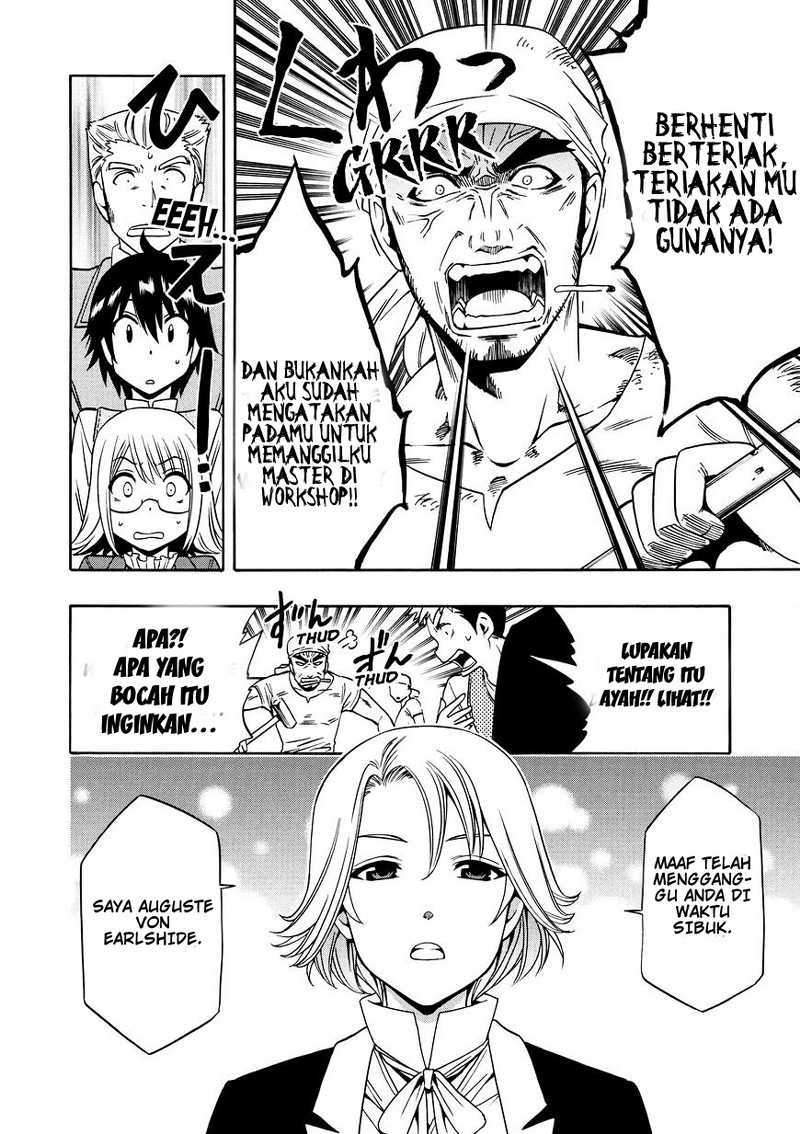 BERHENTI
BERTERIAK,
TERIAKAN MU
TIDAK ADA
GUNANYA!
しわっ
GRRR
DAN BUKANKAH
AKU SUDAH
MENGATAKAN
PADAMU UNTUK
MEMANGGILKU
MASTER DI
WORKSHOP!!
ひ
EEEH...
え
...!!
LUPAKAN
TENTANG ITU
AYAH!! LIHAT!!
ずん
THUD
ずん
THUD
APA?!
APA YANG
BOCAH ITU
INGINKAN...
MAAF TELAH
MENGGANG-
GU ANDA DI
WAKTU
SIBUK.
SAYA AUGUSTE
VON
EARLSHIDE.